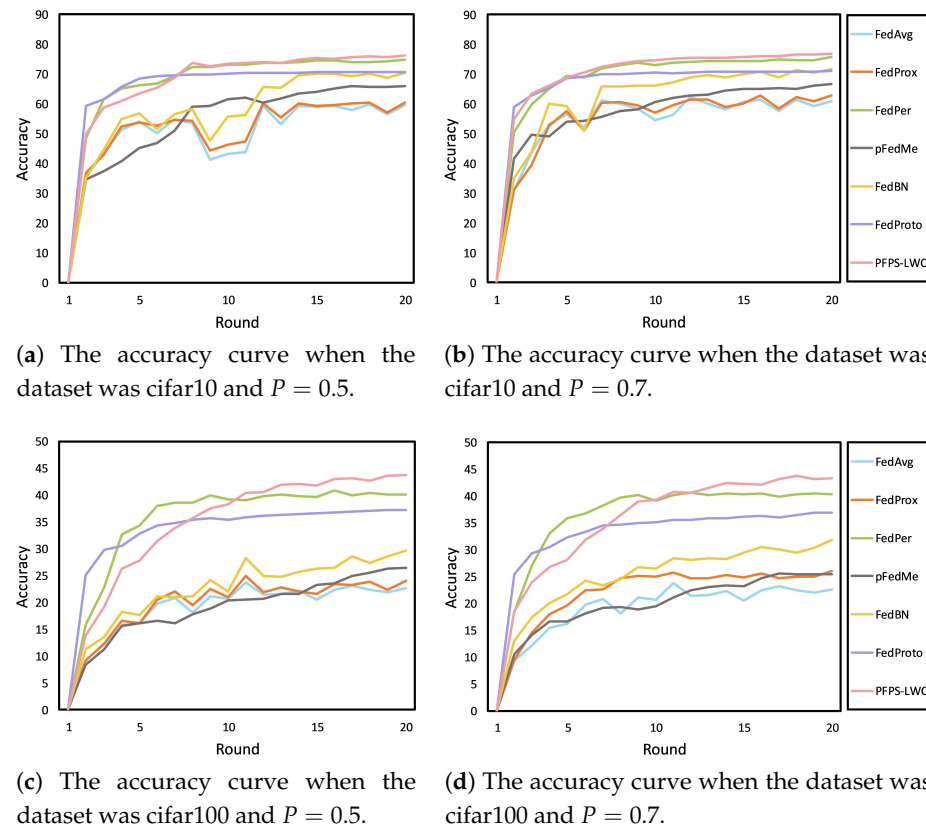 90
80
70
60
50
40
30
20
10
0
Accuracy
1 5 10 15 20
Round
90
80
70
60
50
40
30
20
10
0
Accuracy
1 5 10 15 20
Round
FedAvg
FedProx
FedPer
pFedMe
FedBN
FedProto
PFPS-LWC
(a) The accuracy curve when the
dataset was cifar10 and P = 0.5.
(b) The accuracy curve when the dataset was
cifar10 and P = 0.7.
50
45
40
35
30
25
20
15
10
5
0
Accuracy
1 5 10 15 20
Round
50
45
40
35
30
25
20
15
10
5
0
Accuracy
1 5 10 15 20
Round
FedAvg
FedProx
FedPer
pFedMe
FedBN
FedProto
PFPS-LWC
(c) The accuracy curve when the
dataset was cifar100 and P = 0.5.
(d) The accuracy curve when the dataset was
cifar100 and P = 0.7.